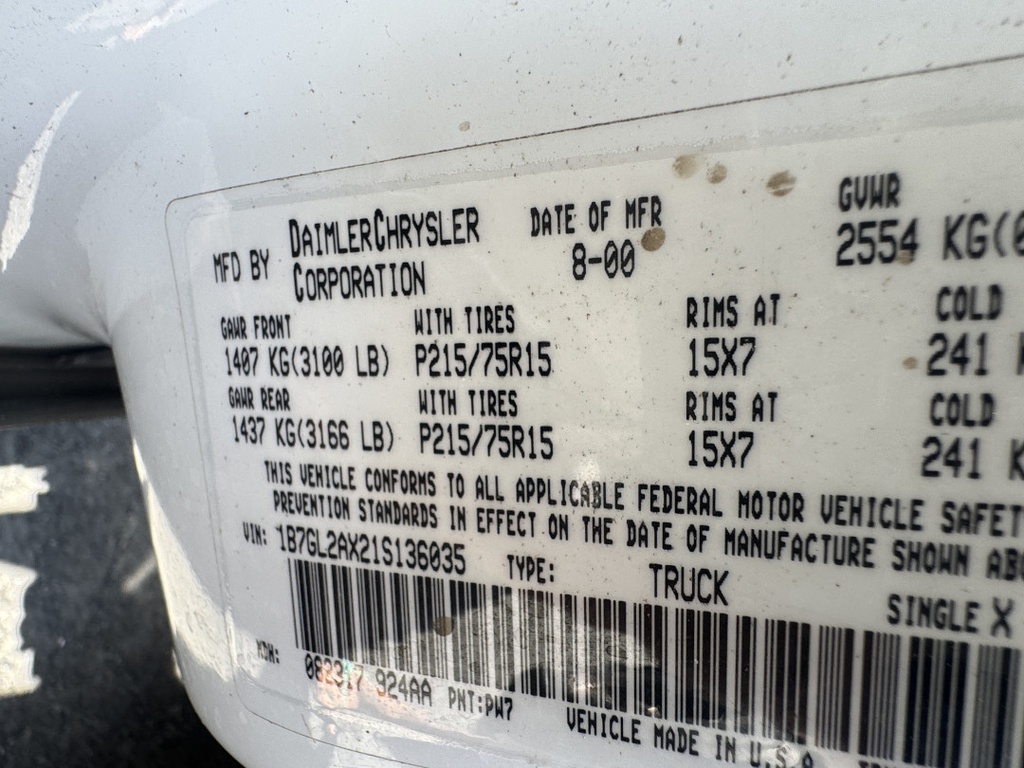 MFD BY DAIMLERCHRYSLER CORPORATION
DATE OF MFR 8-00
GVWR 2554 KG(
GAWR FRONT WITH TIRES RIMS AT COLD
1407 KG(3100 LB) P215/75R15 15X7 241
GAWR REAR WITH TIRES RIMS AT COLD
1437 KG(3166 LB) P215/75R15 15X7 241 K
THIS VEHICLE CONFORMS TO ALL APPLICABLE FEDERAL MOTOR VEHICLE SAFET
PREVENTION STANDARDS IN EFFECT ON THE DATE OF MANUFACTURE SHOWN AB
VIN: 1B7GL2AX21S136035 TYPE: TRUCK
SINGLE X
MDH: 082317 924AA PNT:PW7
VEHICLE MADE IN U.S.A